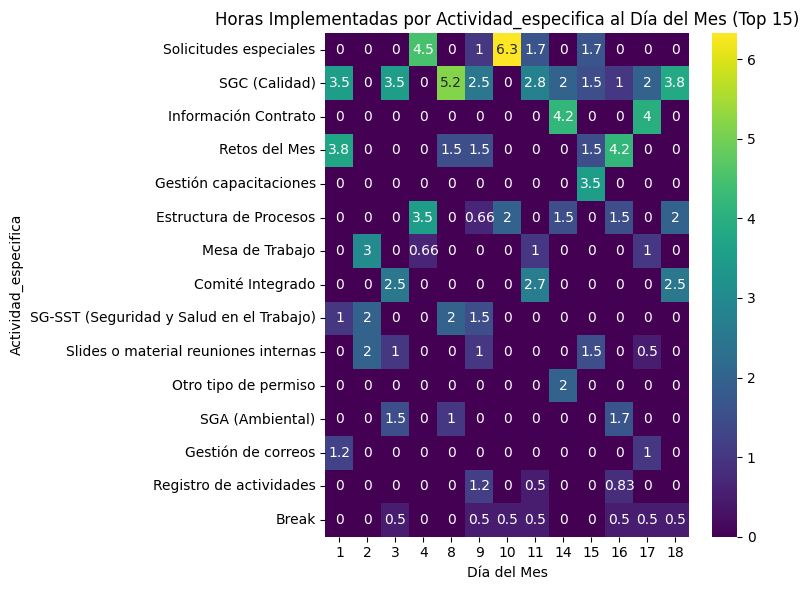 Horas Implementadas por Actividad_especifica al Día del Mes (Top 15)
Actividad_especifica
Solicitudes especiales 0 0 0 4.5 0 1 6.3 1.7 0 1.7 0 0 0
SGC (Calidad) 3.5 0 3.5 0 5.2 2.5 0 2.8 2 1.5 1 2 3.8
Información Contrato 0 0 0 0 0 0 0 0 4.2 0 0 4 0
Retos del Mes 3.8 0 0 0 1.5 1.5 0 0 0 1.5 4.2 0 0
Gestión capacitaciones 0 0 0 0 0 0 0 0 0 3.5 0 0 0
Estructura de Procesos 0 0 0 3.5 0 0.66 2 0 1.5 0 1.5 0 2
Mesa de Trabajo 0 3 0 0.66 0 0 0 1 0 0 0 1 0
Comité Integrado 0 0 2.5 0 0 0 0 2.7 0 0 0 0 2.5
SG-SST (Seguridad y Salud en el Trabajo) 1 2 0 0 2 1.5 0 0 0 0 0 0 0
Slides o material reuniones internas 0 2 1 0 0 1 0 0 0 1.5 0 0.5 0
Otro tipo de permiso 0 0 0 0 0 0 0 0 2 0 0 0 0
SGA (Ambiental) 0 0 1.5 0 1 0 0 0 0 0 1.7 0 0
Gestión de correos 1.2 0 0 0 0 0 0 0 0 0 0 1 0
Registro de actividades 0 0 0 0 0 1.2 0 0.5 0 0 0.83 0 0
Break 0 0 0.5 0 0 0.5 0.5 0.5 0 0 0.5 0.5 0.5
1 2 3 4 8 9 10 11 14 15 16 17 18
Día del Mes
6
5
4
3
2
1
0